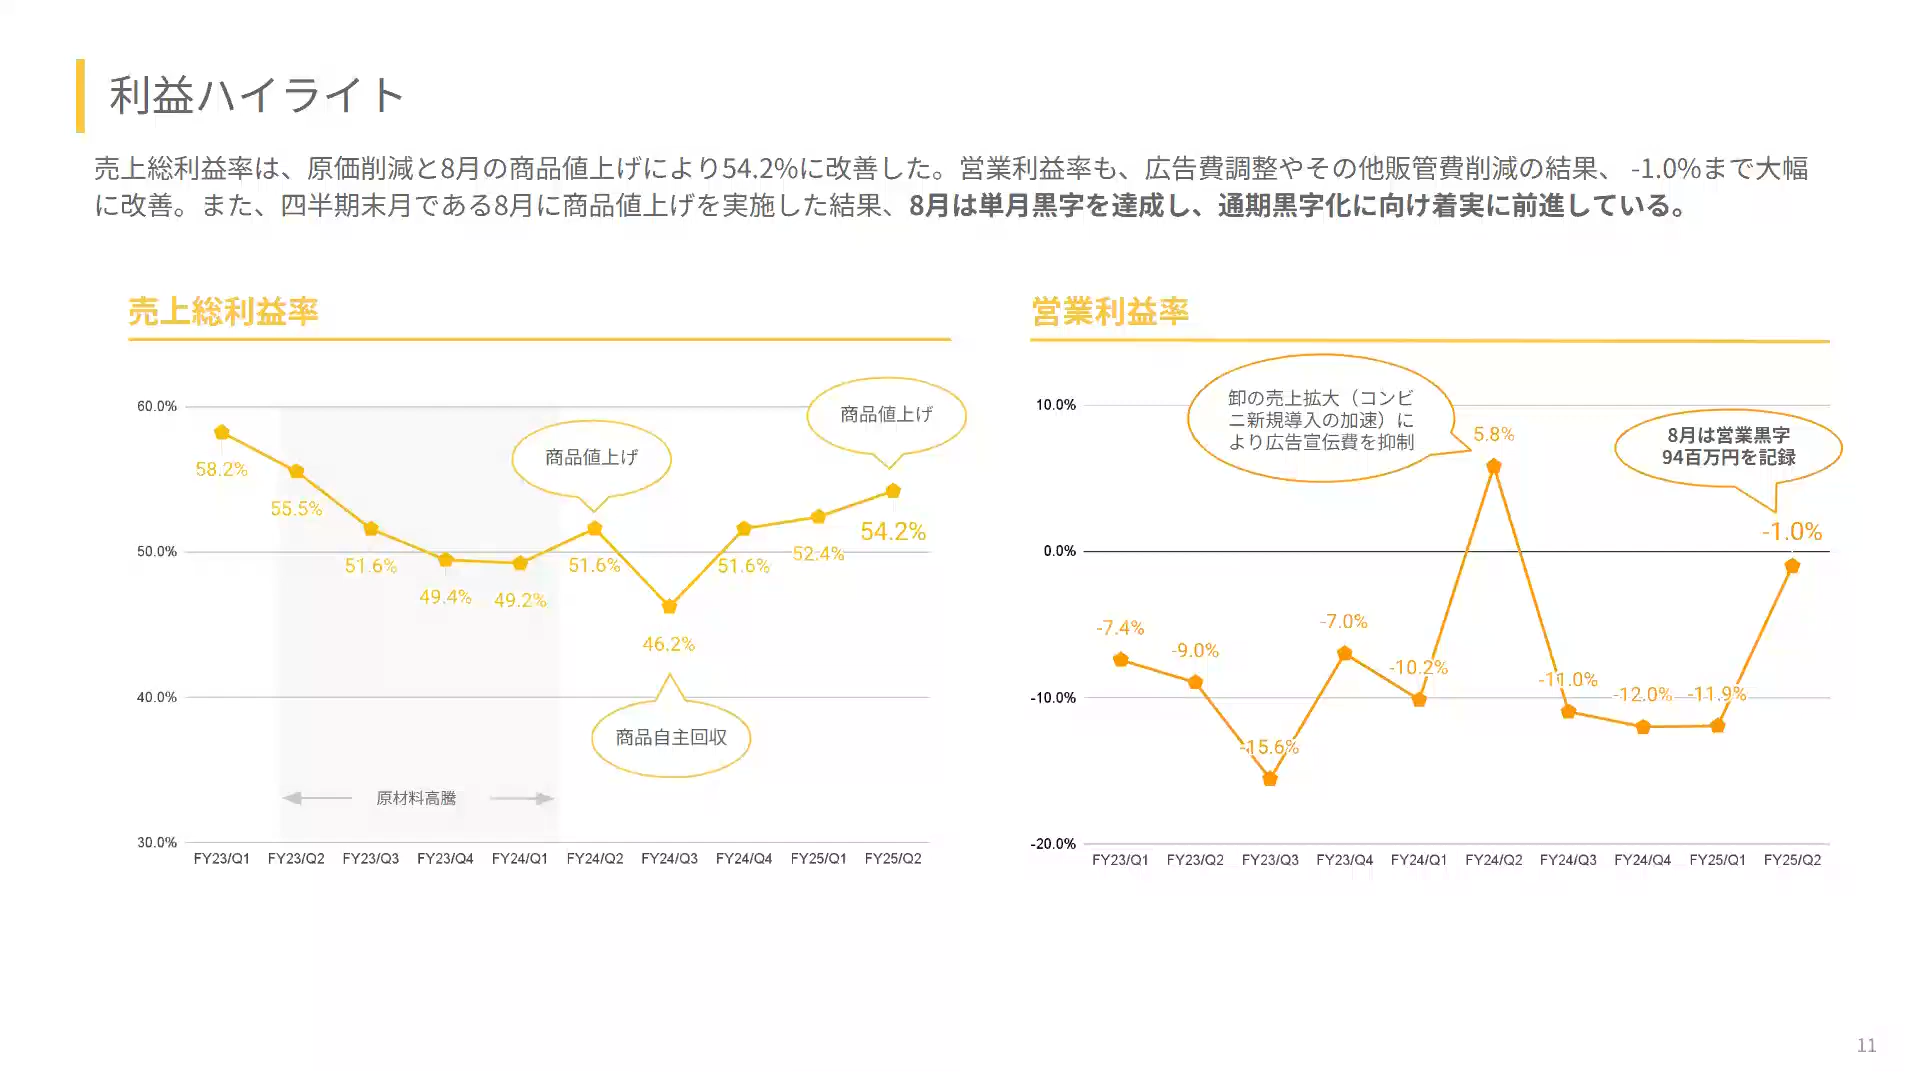 利益ハイライト
売上総利益率は、原価削減と8月の商品値上げにより54.2%に改善した。営業利益率も、広告費調整やその他販管費削減の結果、 -1.0%まで大幅
に改善。また、四半期末月である8月に商品値上げを実施した結果、8月は単月黒字を達成し、通期黒字化に向け着実に前進している。
売上総利益率
60.0%
50.0%
40.0%
30.0%
58.2%
55.5%
51.6%
49.4%
49.2%
51.6%
46.2%
51.6%
52.4%
54.2%
商品値上げ
商品値上げ
商品自主回収
原材料高騰
FY23/Q1
FY23/Q2
FY23/Q3
FY23/Q4
FY24/Q1
FY24/Q2
FY24/Q3
FY24/Q4
FY25/Q1
FY25/Q2
営業利益率
10.0%
0.0%
-10.0%
-20.0%
卸の売上拡大（コンビ
ニ新規導入の加速）に
より広告宣伝費を抑制
8月は営業黒字
94百万円を記録
-7.4%
-9.0%
-15.6%
-7.0%
-10.2%
5.8%
-11.0%
-12.0%
-11.9%
-1.0%
FY23/Q1
FY23/Q2
FY23/Q3
FY23/Q4
FY24/Q1
FY24/Q2
FY24/Q3
FY24/Q4
FY25/Q1
FY25/Q2
11